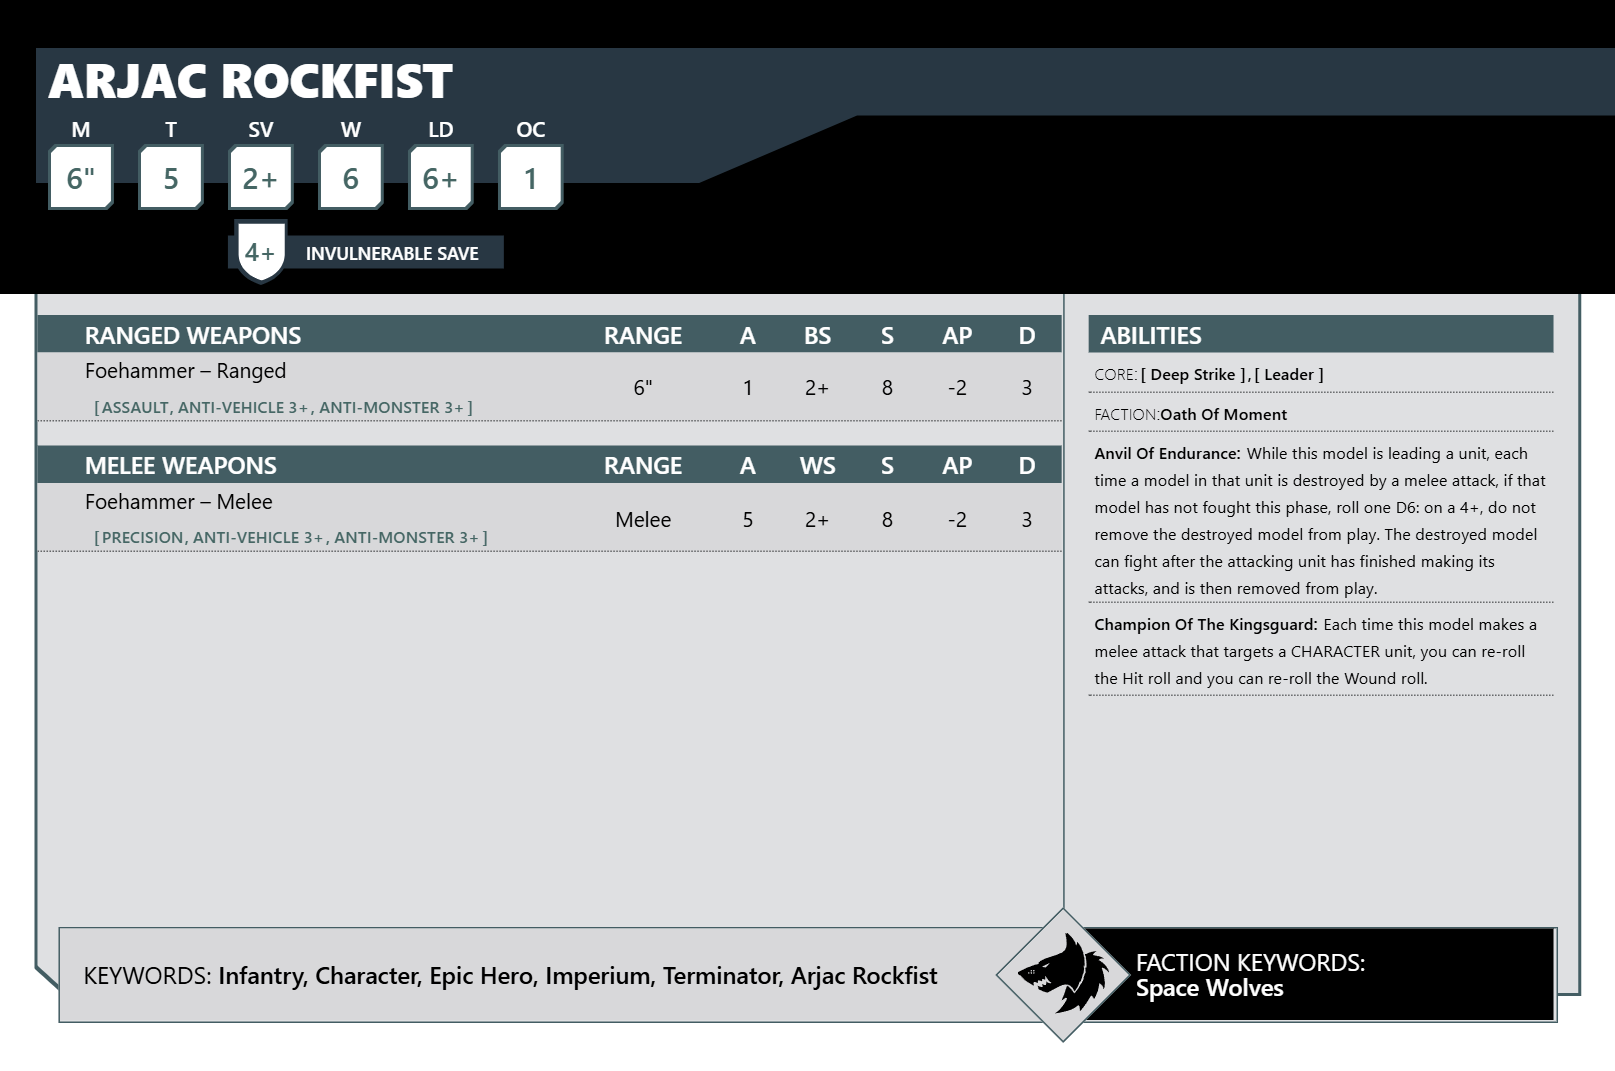 ARJAC ROCKFIST
M T SV W LD OC
6" 5 2+ 6 6+ 1
4+ INVULNERABLE SAVE
RANGED WEAPONS RANGE A BS S AP D
Foehammer – Ranged
6" 1 2+ 8 -2 3
[ ASSAULT, ANTI-VEHICLE 3+, ANTI-MONSTER 3+ ]
MELEE WEAPONS RANGE A WS S AP D
Foehammer – Melee
Melee 5 2+ 8 -2 3
[ PRECISION, ANTI-VEHICLE 3+, ANTI-MONSTER 3+ ]
ABILITIES
CORE: [ Deep Strike ], [ Leader ]
FACTION:Oath Of Moment
Anvil Of Endurance: While this model is leading a unit, each
time a model in that unit is destroyed by a melee attack, if that
model has not fought this phase, roll one D6: on a 4+, do not
remove the destroyed model from play. The destroyed model
can fight after the attacking unit has finished making its
attacks, and is then removed from play.
Champion Of The Kingsguard: Each time this model makes a
melee attack that targets a CHARACTER unit, you can re-roll
the Hit roll and you can re-roll the Wound roll.
KEYWORDS: Infantry, Character, Epic Hero, Imperium, Terminator, Arjac Rockfist
FACTION KEYWORDS:
Space Wolves